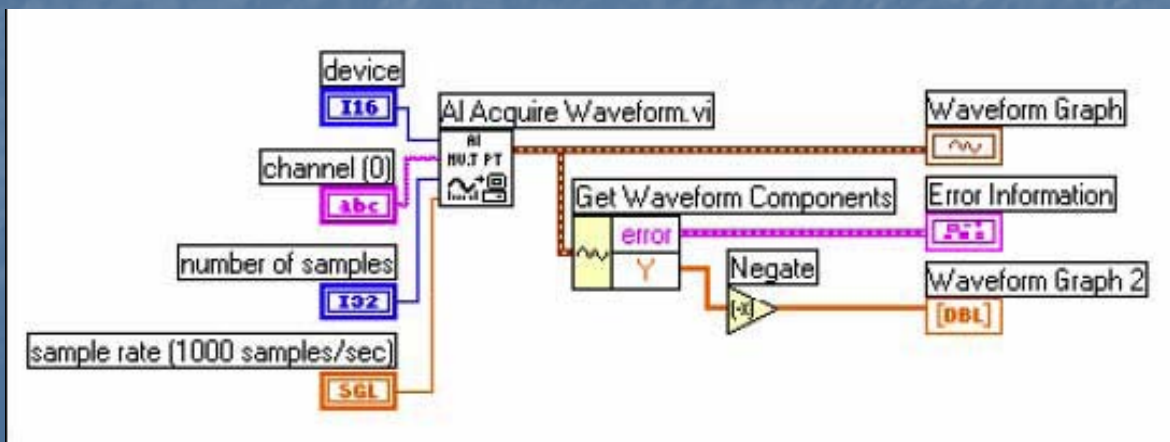 device
I16
AI Acquire Waveform.vi
AI
MULT PT
channel (0)
abc
number of samples
I32
sample rate (1000 samples/sec)
SGL
Get Waveform Components
error
Y
Negate
[-X]
Waveform Graph
Error Information
Waveform Graph 2
[DBL]